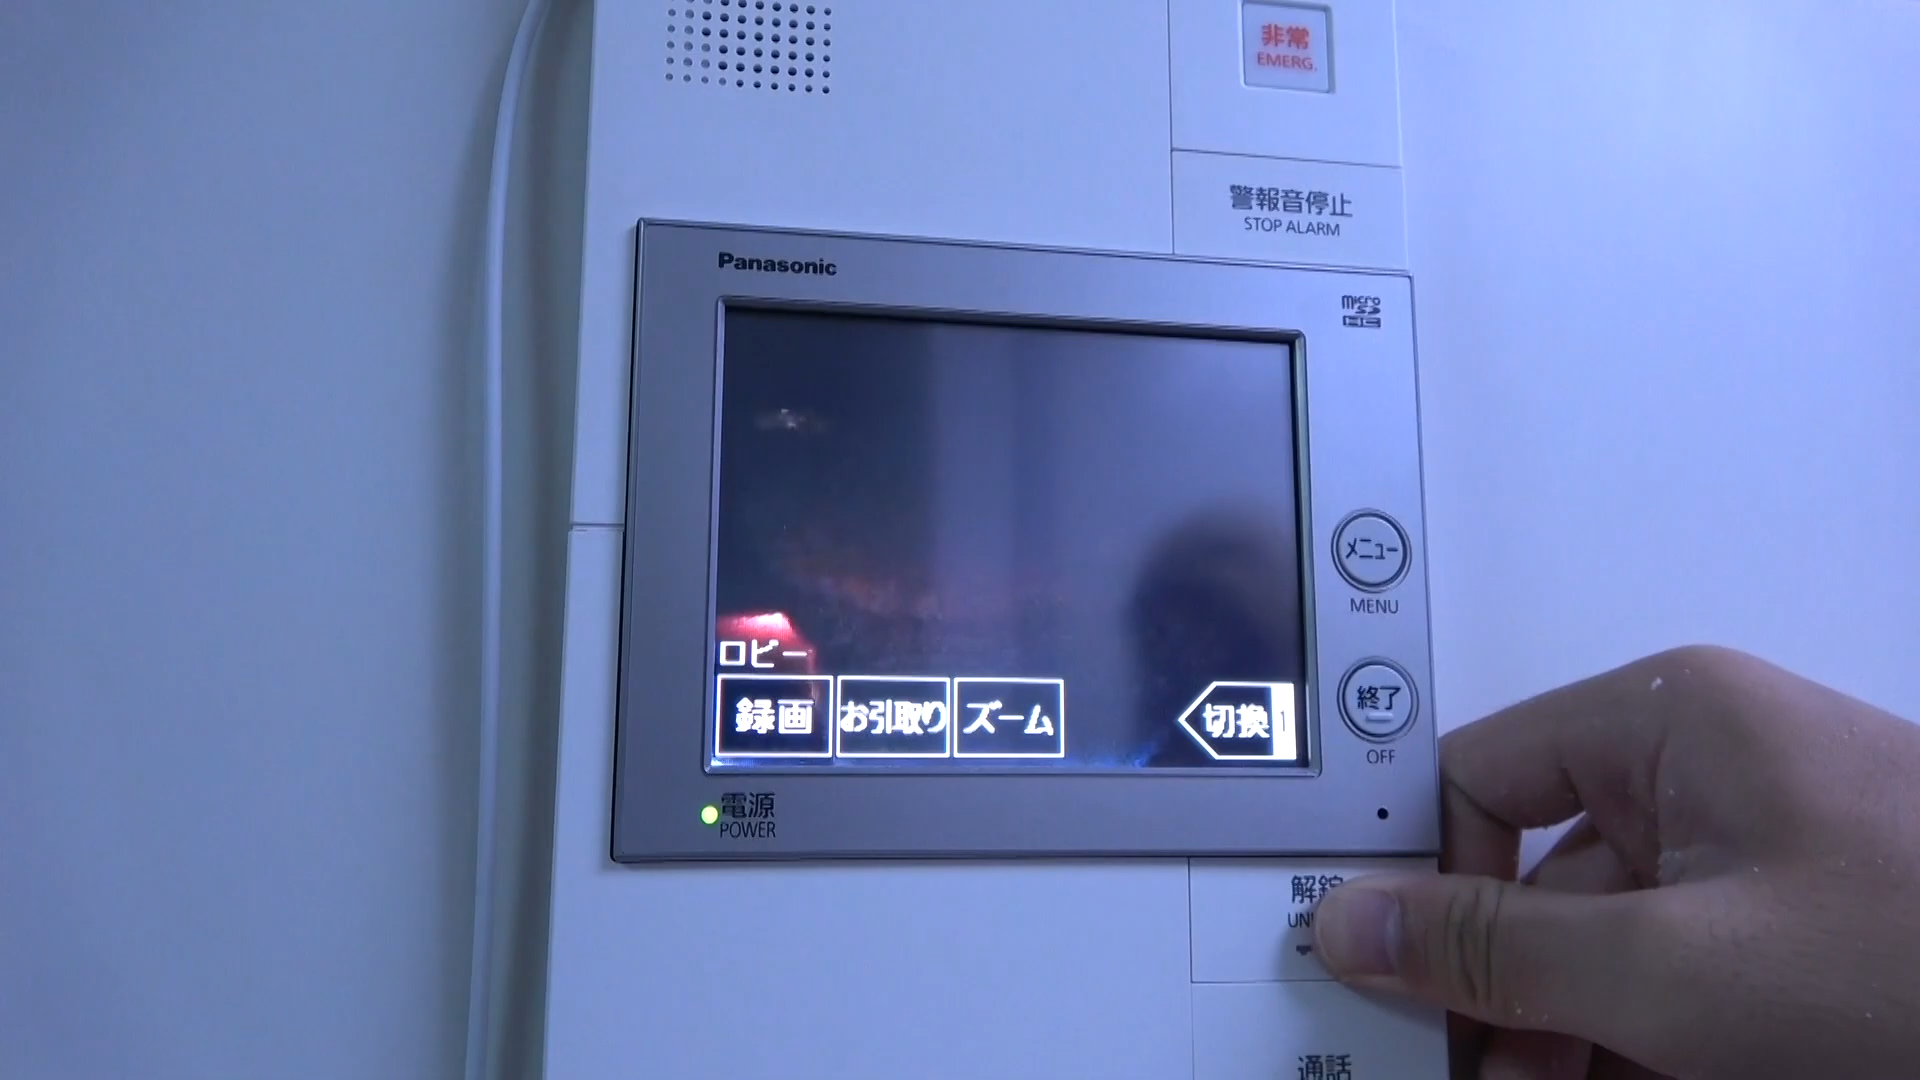 非常
EMERG.
警報音停止
STOP ALARM
Panasonic
micro
SD
HC
メニュー
MENU
ロビー
録画
お引取り
ズーム
切換
終了
OFF
電源
POWER
通話